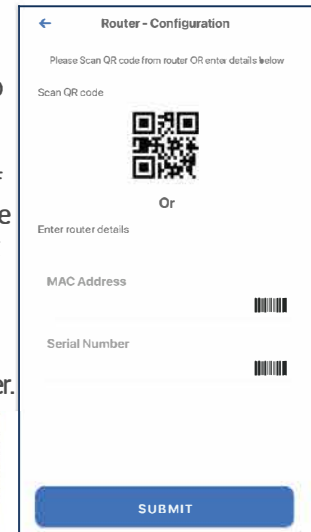 Router - Configuration
Please Scan QR code from router OR enter details below
Scan QR code
Or
Enter router details
MAC Address
Serial Number
er.
SUBMIT